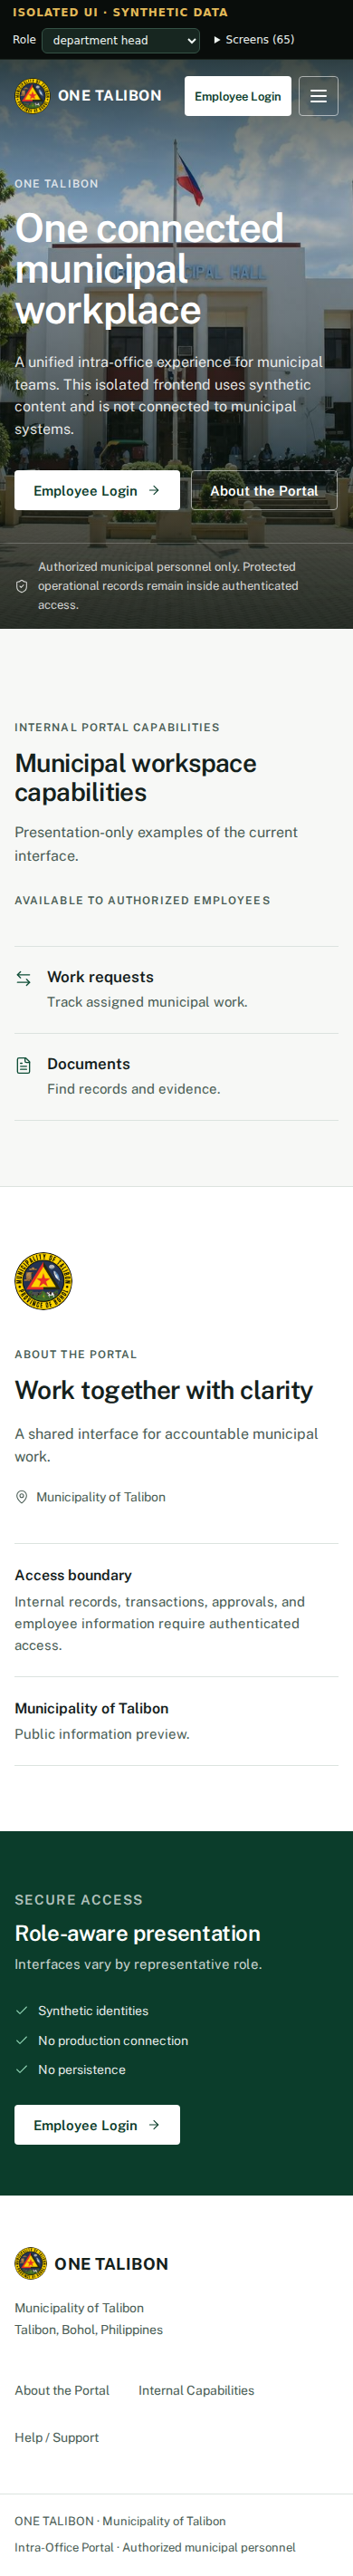 ISOLATED UI · SYNTHETIC DATA
Role department head ▶ Screens (65)
ONE TALIBON Employee Login
ONE TALIBON
One connected
municipal
workplace
A unified intra-office experience for municipal
teams. This isolated frontend uses synthetic
content and is not connected to municipal
systems.
Employee Login → About the Portal
Authorized municipal personnel only. Protected
operational records remain inside authenticated
access.
INTERNAL PORTAL CAPABILITIES
Municipal workspace
capabilities
Presentation-only examples of the current
interface.
AVAILABLE TO AUTHORIZED EMPLOYEES
Work requests
Track assigned municipal work.
Documents
Find records and evidence.
MUNICIPALITY OF TALIBON
PROVINCE OF BOHOL
ABOUT THE PORTAL
Work together with clarity
A shared interface for accountable municipal
work.
Municipality of Talibon
Access boundary
Internal records, transactions, approvals, and
employee information require authenticated
access.
Municipality of Talibon
Public information preview.
SECURE ACCESS
Role-aware presentation
Interfaces vary by representative role.
Synthetic identities
No production connection
No persistence
Employee Login →
ONE TALIBON
Municipality of Talibon
Talibon, Bohol, Philippines
About the Portal Internal Capabilities
Help / Support
ONE TALIBON · Municipality of Talibon
Intra-Office Portal · Authorized municipal personnel